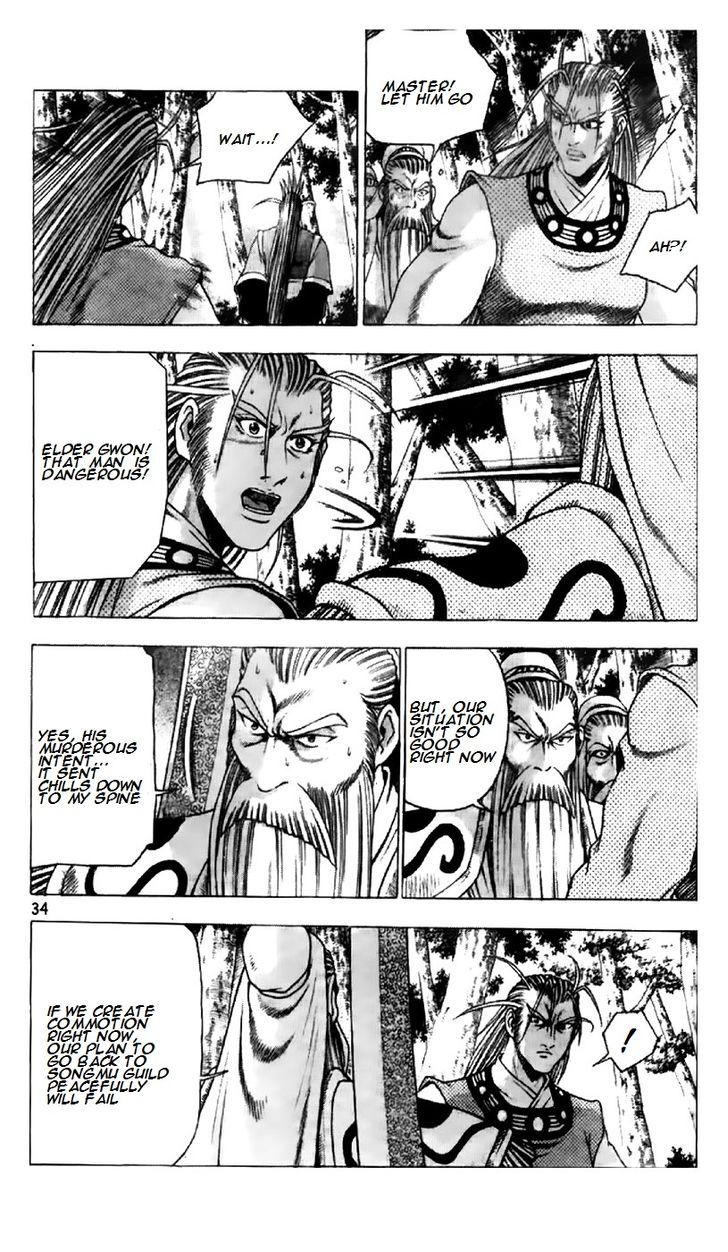 WAIT...!
MASTER!
LET HIM GO
AH?!
ELDER GWON!
THAT MAN IS
DANGEROUS!
YES, HIS
MURDEROUS
INTENT...
IT SENT
CHILLS DOWN
TO MY SPINE
BUT, OUR
SITUATION
ISN'T SO
GOOD
RIGHT NOW
34
IF WE CREATE
COMMOTION
RIGHT NOW,
OUR PLAN TO
GO BACK TO
SONGMU GUILD
PEACEFULLY
WILL FAIL
!